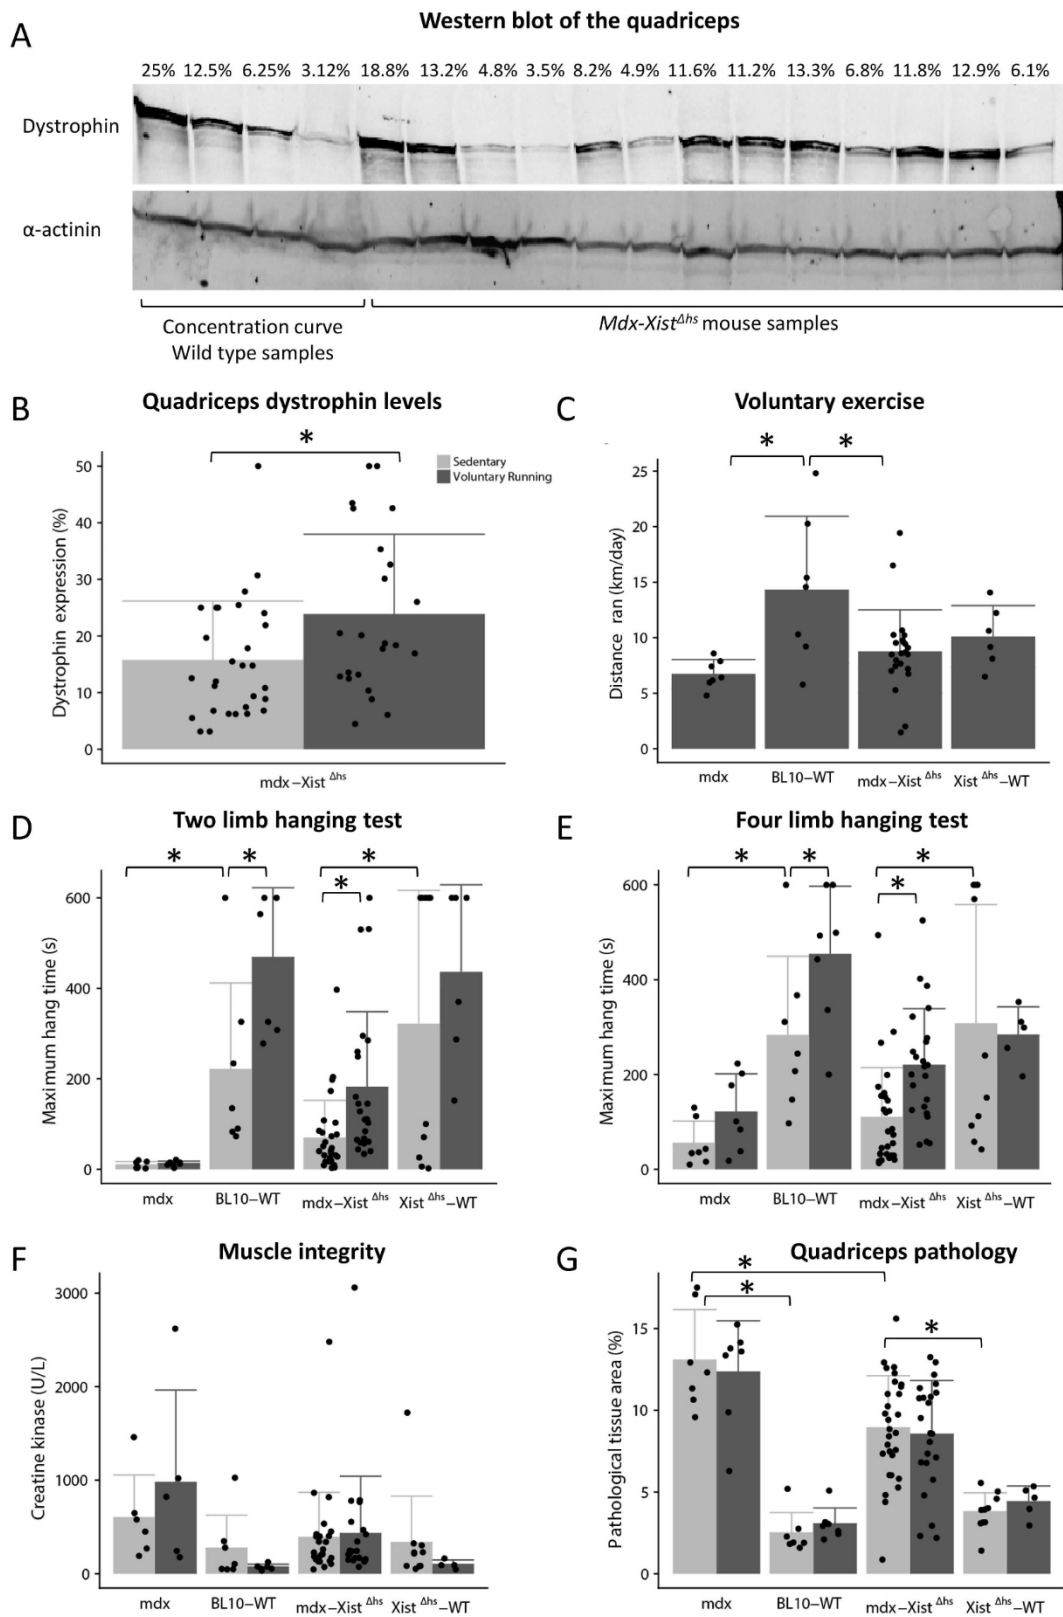 A
Western blot of the quadriceps
25% 12.5% 6.25% 3.12% 18.8% 13.2% 4.8% 3.5% 8.2% 4.9% 11.6% 11.2% 13.3% 6.8% 11.8% 12.9% 6.1%
Dystrophin
α-actinin
Concentration curve
Wild type samples
Mdx-Xist^Δhs mouse samples
B
Quadriceps dystrophin levels
*
Sedentary
Voluntary Running
Dystrophin expression (%)
50
40
30
20
10
0
mdx–Xist ^Δhs
C
Voluntary exercise
* *
Distance ran (km/day)
25
20
15
10
5
0
mdx BL10–WT mdx–Xist ^Δhs Xist ^Δhs–WT
D
Two limb hanging test
* * * *
Maximum hang time (s)
600
400
200
0
mdx BL10–WT mdx–Xist ^Δhs Xist ^Δhs–WT
E
Four limb hanging test
* * * *
Maximum hang time (s)
600
400
200
0
mdx BL10–WT mdx–Xist ^Δhs Xist ^Δhs–WT
F
Muscle integrity
Creatine kinase (U/L)
3000
2000
1000
0
mdx BL10–WT mdx–Xist ^Δhs Xist ^Δhs–WT
G
Quadriceps pathology
* * *
Pathological tissue area (%)
15
10
5
0
mdx BL10–WT mdx–Xist ^Δhs Xist ^Δhs–WT